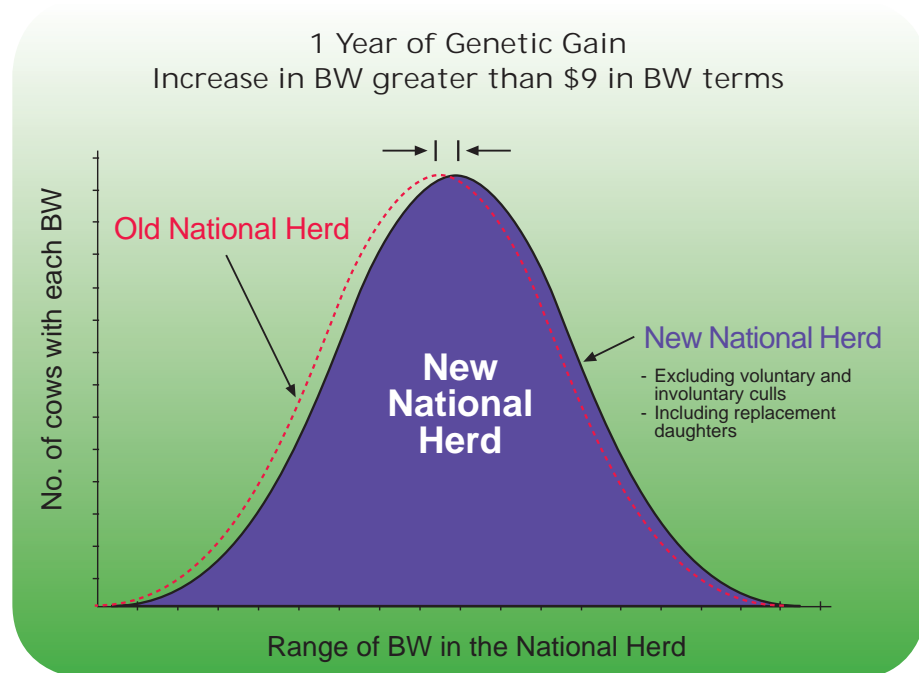 1 Year of Genetic Gain
Increase in BW greater than $9 in BW terms
No. of cows with each BW
Old National Herd
New
National
Herd
New National Herd
- Excluding voluntary and
involuntary culls
- Including replacement
daughters
Range of BW in the National Herd